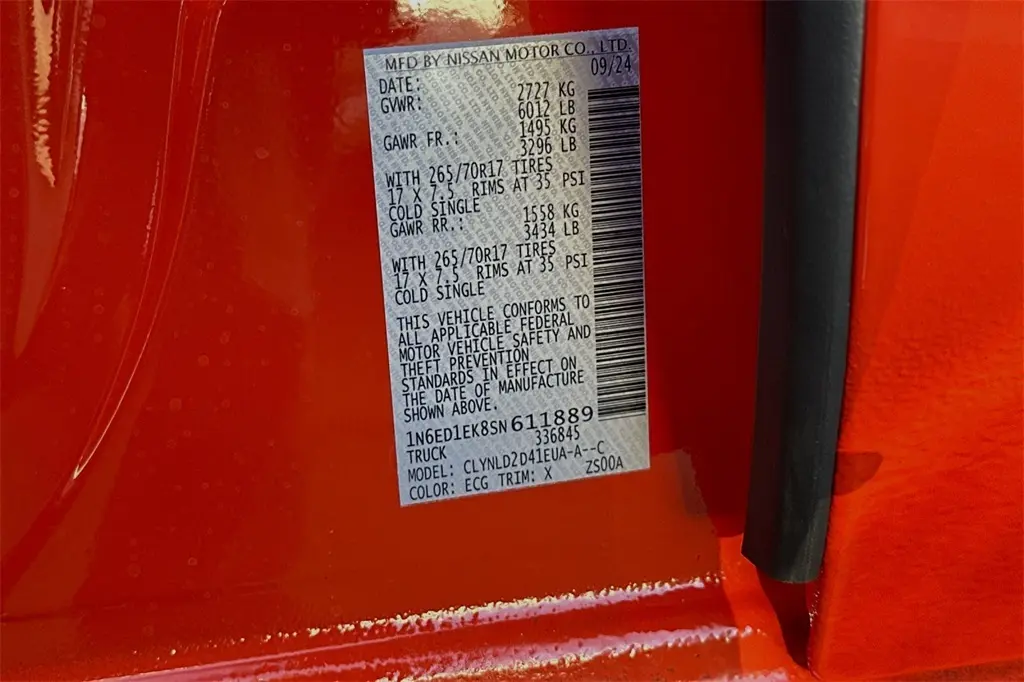 MFD BY NISSAN MOTOR CO., LTD.
DATE: 09/24
GVWR: 2727 KG
6012 LB
GAWR FR.: 1495 KG
3296 LB
WITH 265/70R17 TIRES
17 X 7.5 RIMS AT 35 PSI
COLD SINGLE
GAWR RR.: 1558 KG
3434 LB
WITH 265/70R17 TIRES
17 X 7.5 RIMS AT 35 PSI
COLD SINGLE
THIS VEHICLE CONFORMS TO
ALL APPLICABLE FEDERAL
MOTOR VEHICLE SAFETY AND
THEFT PREVENTION
STANDARDS IN EFFECT ON
THE DATE OF MANUFACTURE
SHOWN ABOVE.
1N6ED1EK8SN611889
TRUCK 336845
MODEL: CLYNLD2D41EUA-A--C
COLOR: ECG TRIM: X ZS00A